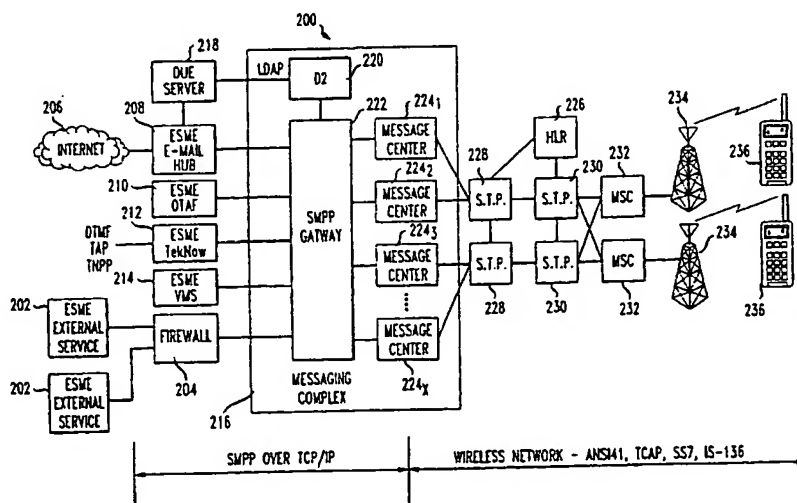 200
218
DUE
SERVER
LDAP
D2
220
206
INTERNET
208
ESME
E-MAIL
HUB
222
224₁
MESSAGE
CENTER
226
HLR
234
236
210
ESME
OTAF
228
S.T.P.
230
S.T.P.
232
MSC
224₂
MESSAGE
CENTER
212
DTMF
TAP
TNPP
ESME
TekNow
SMPP
GATWAY
224₃
MESSAGE
CENTER
S.T.P.
228
S.T.P.
230
MSC
232
234
236
214
ESME
VMS
202
ESME
EXTERNAL
SERVICE
FIREWALL
204
MESSAGE
CENTER
224ₓ
202
ESME
EXTERNAL
SERVICE
216
MESSAGING
COMPLEX
SMPP OVER TCP/IP
WIRELESS NETWORK - ANSI41, TCAP, SS7, IS-136